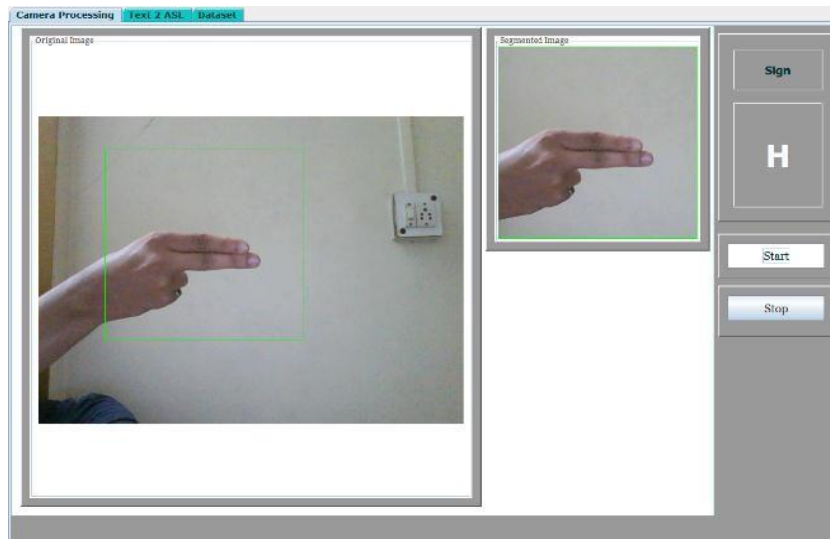 Camera Processing Text 2 ASL Dataset
Original Image
Segmented Image
Sign
H
Start
Stop